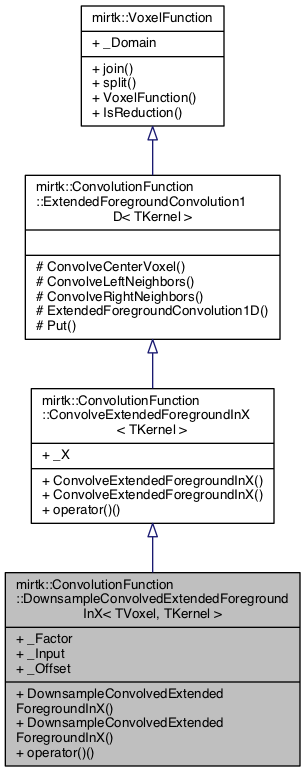 mirtk::VoxelFunction
+ _Domain
+ join()
+ split()
+ VoxelFunction()
+ IsReduction()
mirtk::ConvolutionFunction
::ExtendedForegroundConvolution1
D< TKernel >
# ConvolveCenterVoxel()
# ConvolveLeftNeighbors()
# ConvolveRightNeighbors()
# ExtendedForegroundConvolution1D()
# Put()
mirtk::ConvolutionFunction
::ConvolveExtendedForegroundInX
< TKernel >
+ _X
+ ConvolveExtendedForegroundInX()
+ ConvolveExtendedForegroundInX()
+ operator()()
mirtk::ConvolutionFunction
::DownsampleConvolvedExtendedForeground
InX< TVoxel, TKernel >
+ _Factor
+ _Input
+ _Offset
+ DownsampleConvolvedExtended
ForegroundInX()
+ DownsampleConvolvedExtended
ForegroundInX()
+ operator()()